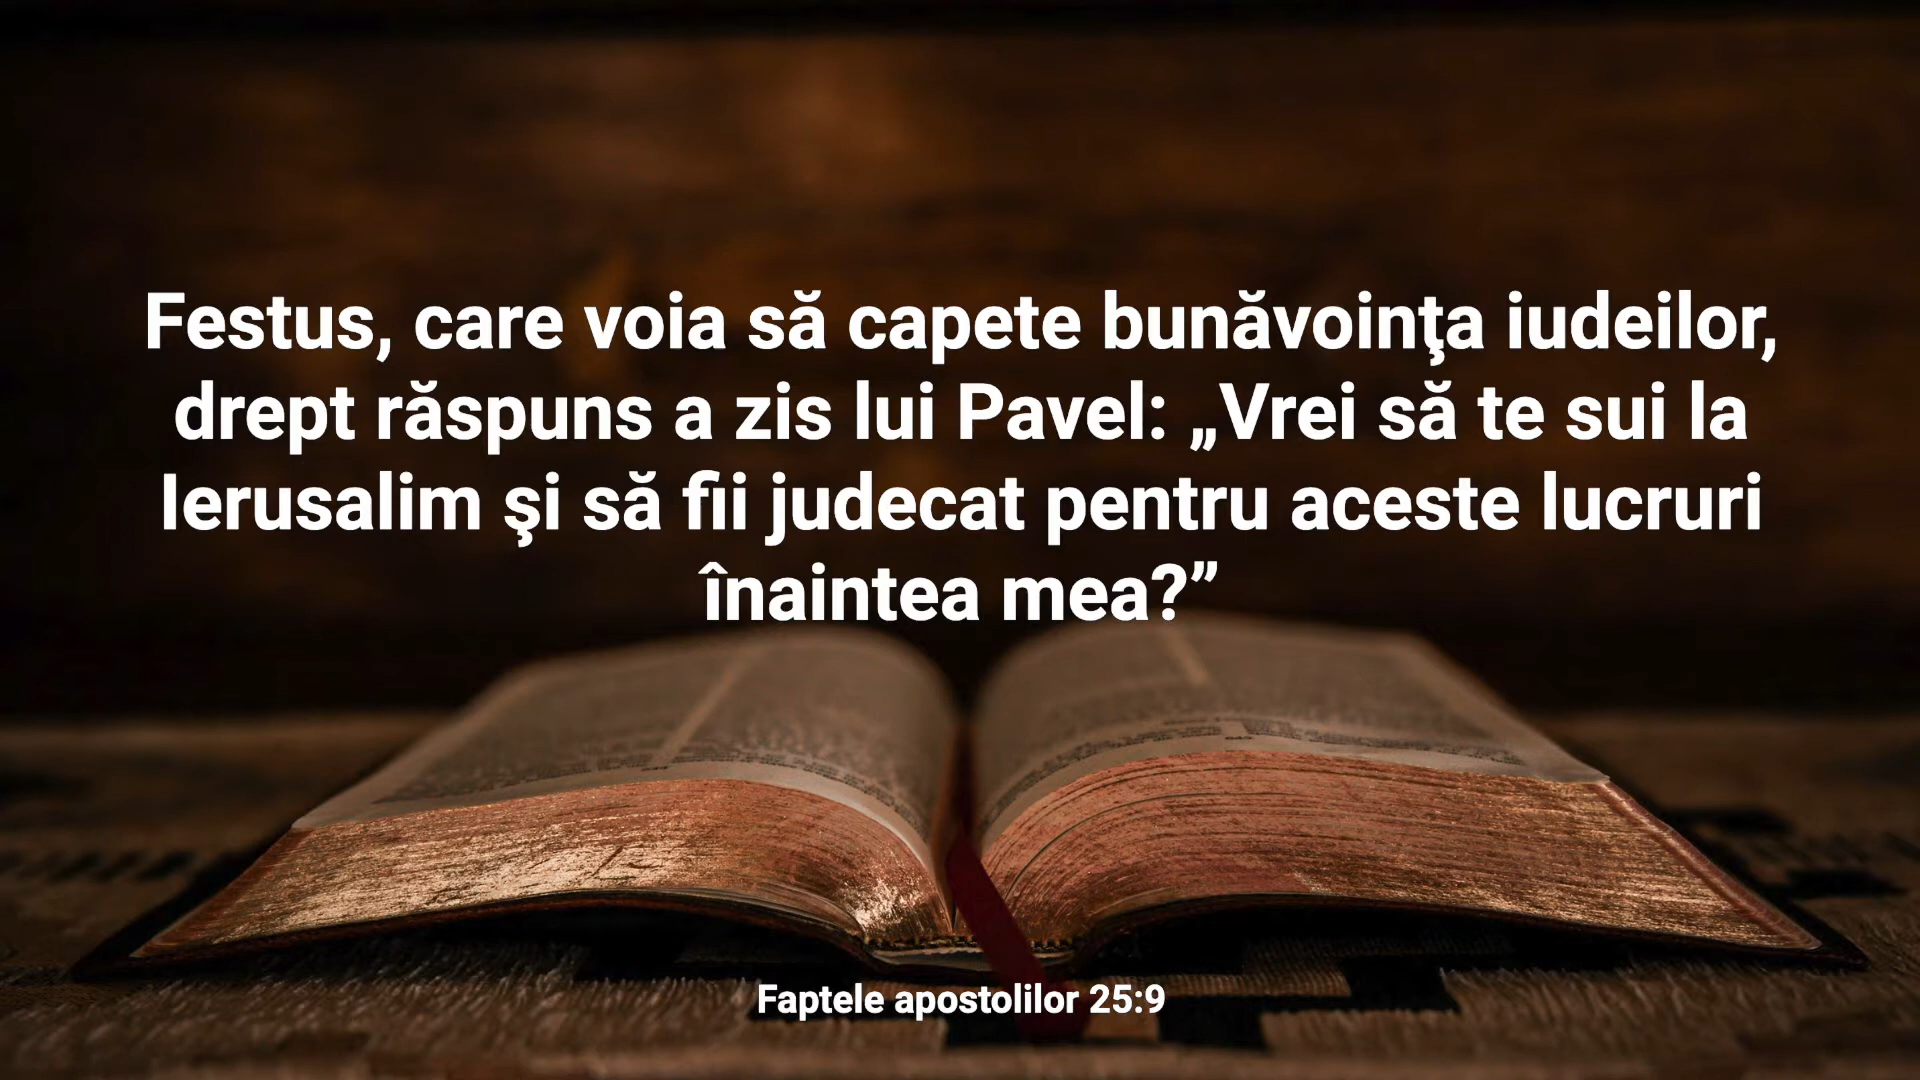 Festus, care voia să capete bunăvoinţa iudeilor,
drept răspuns a zis lui Pavel: „Vrei să te sui la
Ierusalim şi să fii judecat pentru aceste lucruri
înaintea mea?”
Faptele apostolilor 25:9